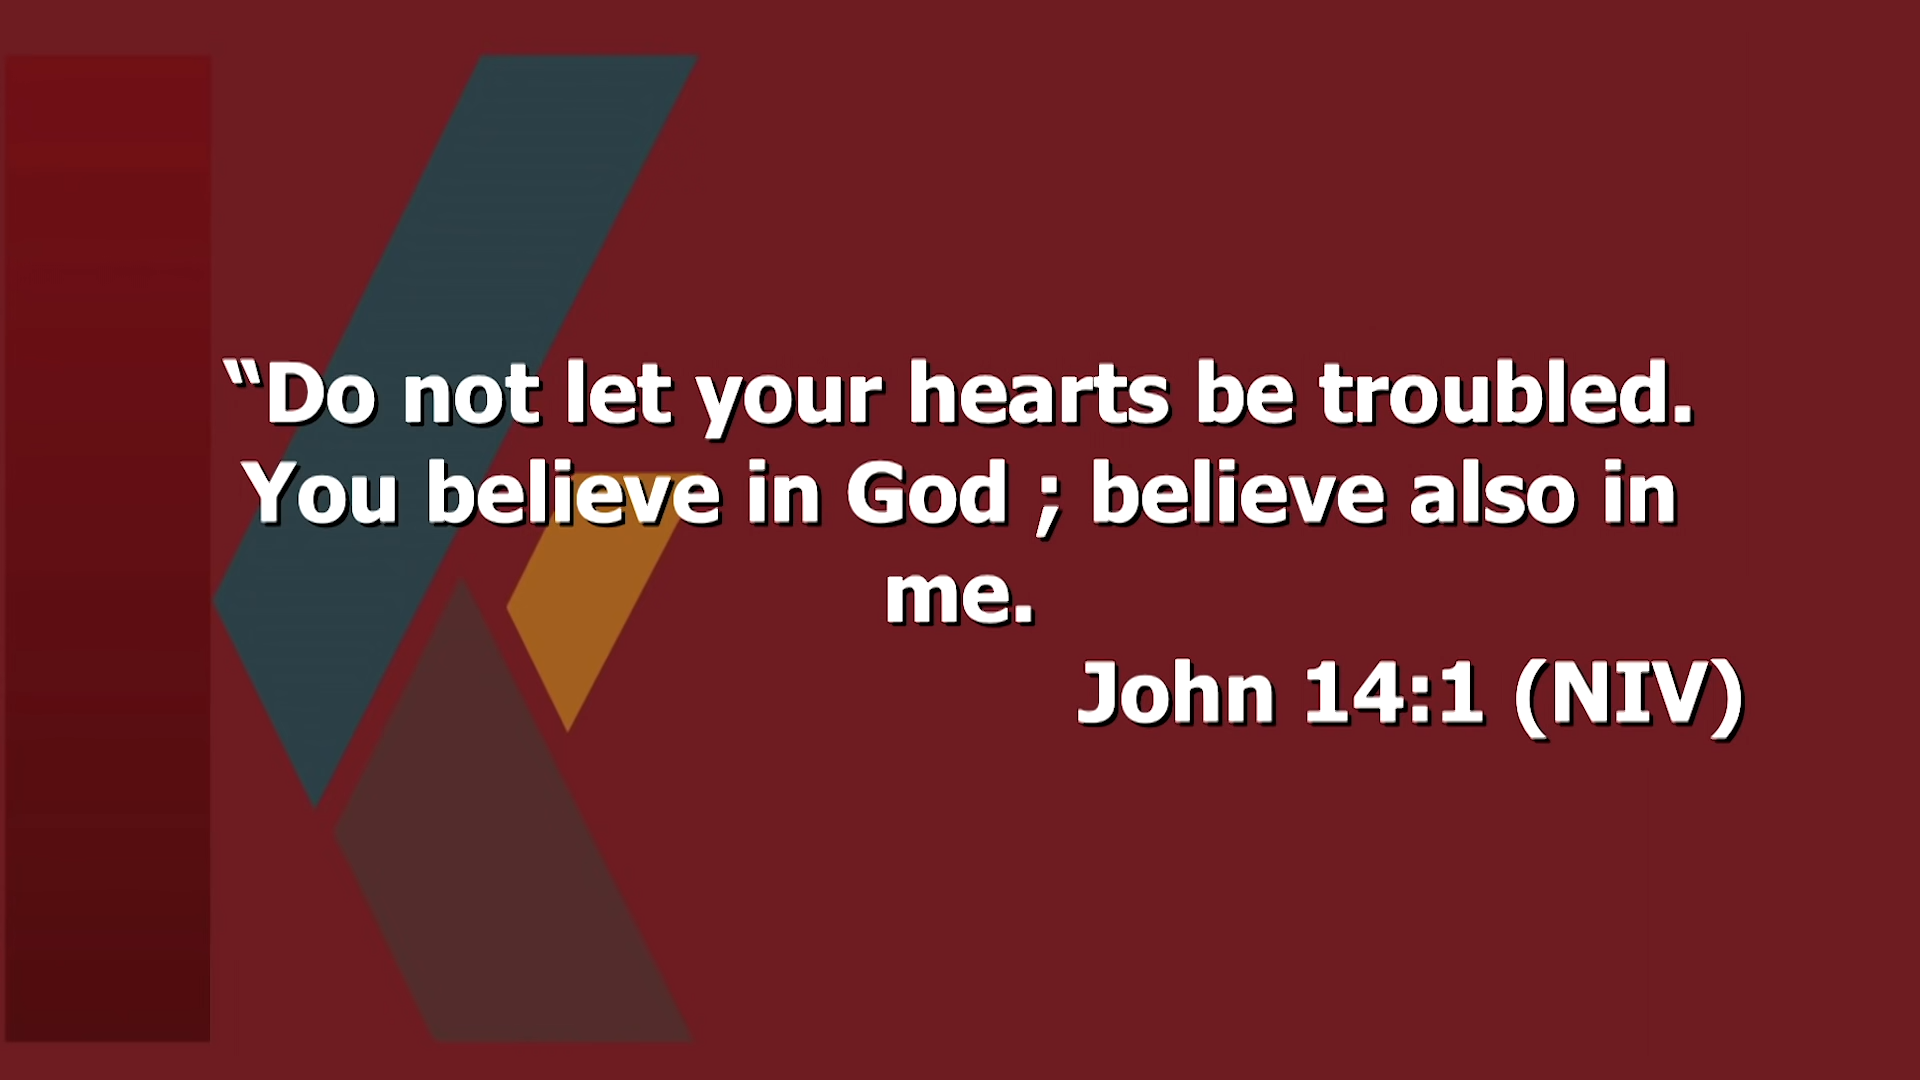 “Do not let your hearts be troubled.
You believe in God ; believe also in
me.
John 14:1 (NIV)